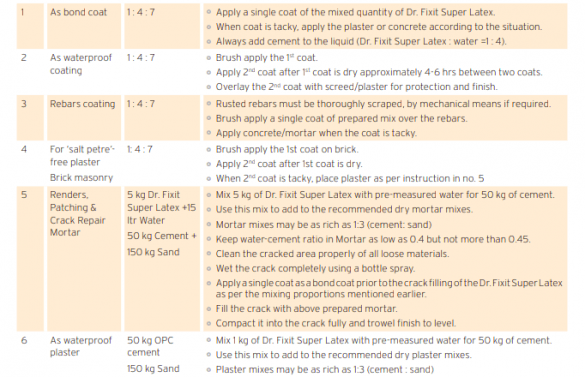 1 As bond coat 1 : 4 : 7 Apply a single coat of the mixed quantity of Dr. Fixit Super Latex.
When coat is tacky, apply the plaster or concrete according to the situation.
Always add cement to the liquid (Dr. Fixit Super Latex : water =1 : 4).
2 As waterproof 1 : 4 : 7 Brush apply the 1st coat.
coating Apply 2nd coat after 1st coat is dry approximately 4-6 hrs between two coats.
Overlay the 2nd coat with screed/plaster for protection and finish.
3 Rebars coating 1 : 4 : 7 Rusted rebars must be thoroughly scraped, by mechanical means if required.
Brush apply a single coat of prepared mix over the rebars.
Apply concrete/mortar when the coat is tacky.
4 For 'salt petre'- 1: 4 : 7 Brush apply the 1st coat on brick.
free plaster Apply 2nd coat after 1st coat is dry.
Brick masonry When 2nd coat is tacky, place plaster as per instruction in no. 5
5 Renders, 5 kg Dr. Fixit Mix 5 kg of Dr. Fixit Super Latex with pre-measured water for 50 kg of cement.
Patching & Super Latex +15 Use this mix to add to the recommended dry mortar mixes.
Crack Repair ltr Water Mortar mixes may be as rich as 1:3 (cement: sand)
Mortar 50 kg Cement + Keep water-cement ratio in Mortar as low as 0.4 but not more than 0.45.
150 kg Sand Clean the cracked area properly of all loose materials.
Wet the crack completely using a bottle spray.
Apply a single coat as a bond coat prior to the crack filling of the Dr. Fixit Super Latex
as per the mixing proportions mentioned earlier.
Fill the crack with above prepared mortar.
Compact it into the crack fully and trowel finish to level.
6 As waterproof 50 kg OPC Mix 1 kg of Dr. Fixit Super Latex with pre-measured water for 50 kg of cement.
plaster cement Use this mix to add to the recommended dry plaster mixes.
150 kg Sand Plaster mixes may be as rich as 1:3 (cement : sand)